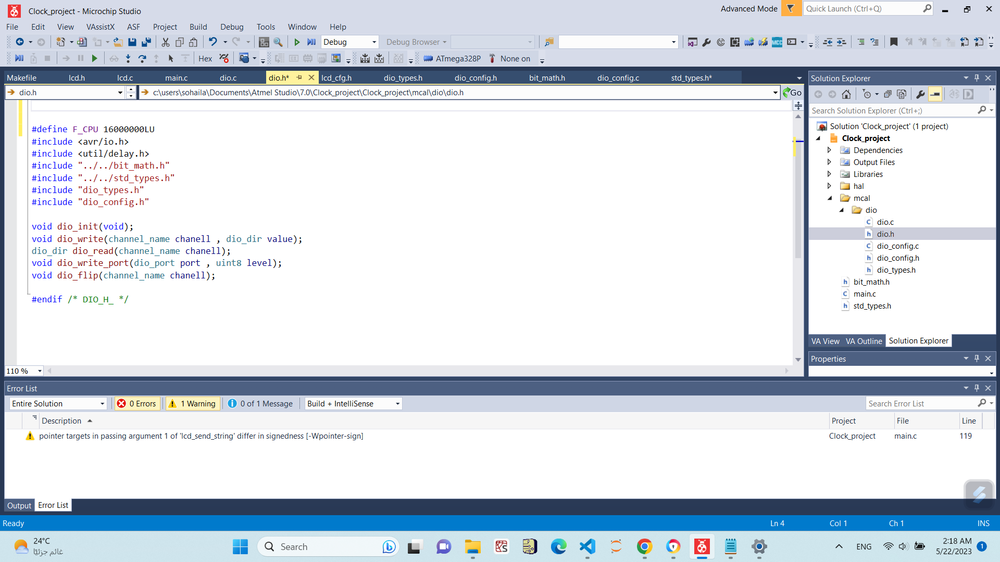 Clock_project - Microchip Studio
Advanced Mode
Quick Launch (Ctrl+Q)
File Edit View VAssistX ASF Project Build Debug Tools Window Help
Debug
Debug Browser
Hex
ATmega328P
None on
Makefile lcd.h lcd.c main.c dio.c dio.h* lcd_cfg.h dio_types.h dio_config.h bit_math.h dio_config.c std_types.h*
dio.h
c:\users\sohaila\Documents\Atmel Studio\7.0\Clock_project\Clock_project\mcal\dio\dio.h
Go
#define F_CPU 16000000LU
#include <avr/io.h>
#include <util/delay.h>
#include "../../bit_math.h"
#include "../../std_types.h"
#include "dio_types.h"
#include "dio_config.h"
void dio_init(void);
void dio_write(channel_name chanell , dio_dir value);
dio_dir dio_read(channel_name chanell);
void dio_write_port(dio_port port , uint8 level);
void dio_flip(channel_name chanell);
#endif /* DIO_H_ */
110 %
Solution Explorer
Search Solution Explorer (Ctrl+;)
Solution 'Clock_project' (1 project)
Clock_project
Dependencies
Output Files
Libraries
hal
mcal
dio
dio.c
dio.h
dio_config.c
dio_config.h
dio_types.h
bit_math.h
main.c
std_types.h
VA View VA Outline Solution Explorer
Properties
Error List
Entire Solution
0 Errors
1 Warning
0 of 1 Message
Build + IntelliSense
Search Error List
Description Project File Line
pointer targets in passing argument 1 of 'lcd_send_string' differ in signedness [-Wpointer-sign] Clock_project main.c 119
Output Error List
Ready
Ln 4
Col 1
Ch 1
INS
24°C
غائم جزئيًا
Search
ENG
2:18 AM
5/22/2023
1